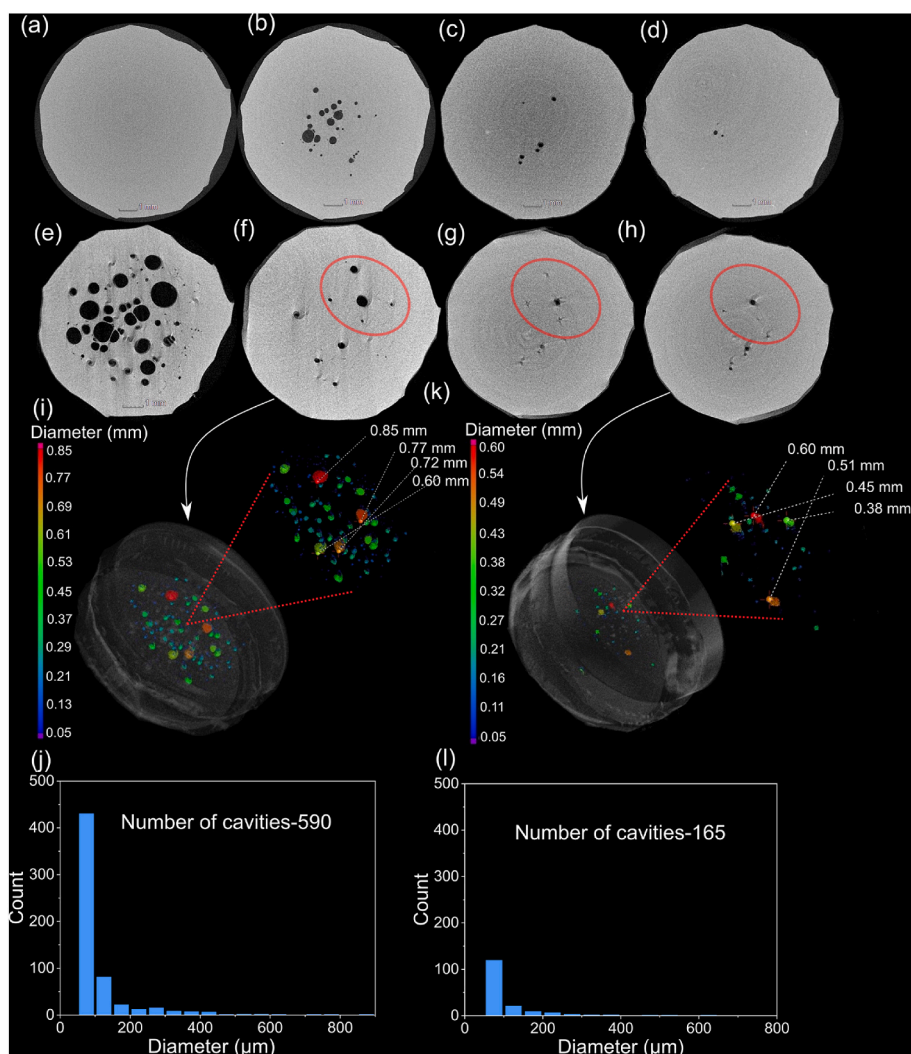 (a)
(b)
(c)
(d)
1 mm
1 mm
1 mm
1 mm
(e)
(f)
(g)
(h)
1 mm
(i)
Diameter (mm)
0.85
0.77
0.69
0.61
0.53
0.45
0.37
0.29
0.21
0.13
0.05
0.85 mm
0.77 mm
0.72 mm
0.60 mm
(k)
Diameter (mm)
0.60
0.54
0.49
0.43
0.38
0.32
0.27
0.21
0.16
0.11
0.05
0.60 mm
0.51 mm
0.45 mm
0.38 mm
(j)
Number of cavities-590
Count
500
400
300
200
100
0
0 200 400 600 800
Diameter (µm)
(l)
Number of cavities-165
Count
500
400
300
200
100
0
0 200 400 600 800
Diameter (µm)